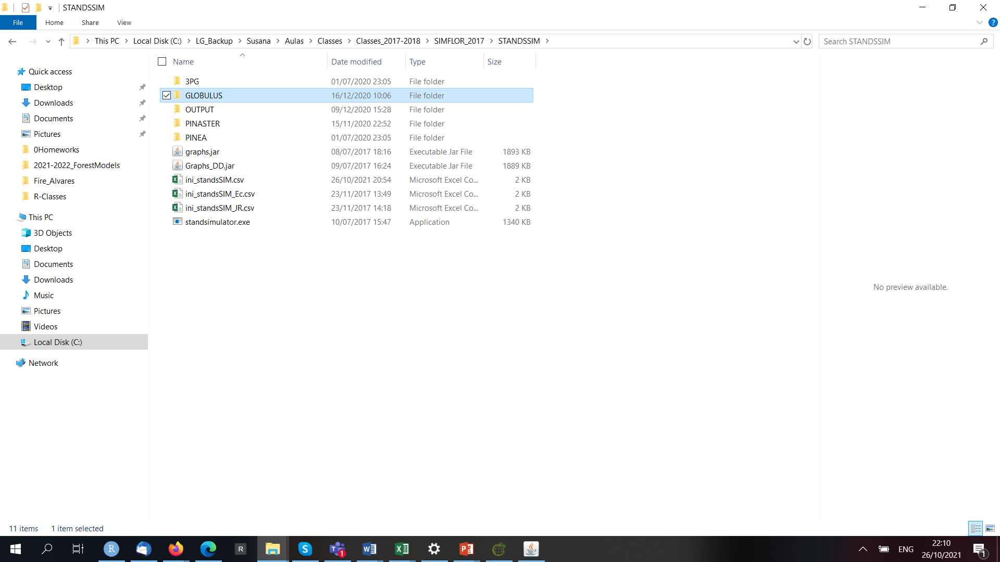 STANDSSIM
File Home Share View
This PC Local Disk (C:) LG_Backup Susana Aulas Classes Classes_2017-2018 SIMFLOR_2017 STANDSSIM Search STANDSSIM
Name Date modified Type Size
Quick access
Desktop
Downloads
Documents
Pictures
0Homeworks
2021-2022_ForestModels
Fire_Alvares
R-Classes
This PC
3D Objects
Desktop
Documents
Downloads
Music
Pictures
Videos
Local Disk (C:)
Network
3PG 01/07/2020 23:05 File folder
GLOBULUS 16/12/2020 10:06 File folder
OUTPUT 09/12/2020 15:28 File folder
PINASTER 15/11/2020 22:52 File folder
PINEA 01/07/2020 23:05 File folder
graphs.jar 08/07/2017 18:16 Executable Jar File 1893 KB
Graphs_DD.jar 09/07/2017 16:24 Executable Jar File 1889 KB
ini_standsSIM.csv 26/10/2021 20:54 Microsoft Excel Co... 2 KB
ini_standsSIM_Ec.csv 23/11/2017 13:49 Microsoft Excel Co... 2 KB
ini_standsSIM_JR.csv 23/11/2017 14:18 Microsoft Excel Co... 2 KB
standsimulator.exe 10/07/2017 15:47 Application 1340 KB
No preview available.
11 items 1 item selected
ENG
22:10
26/10/2021
1